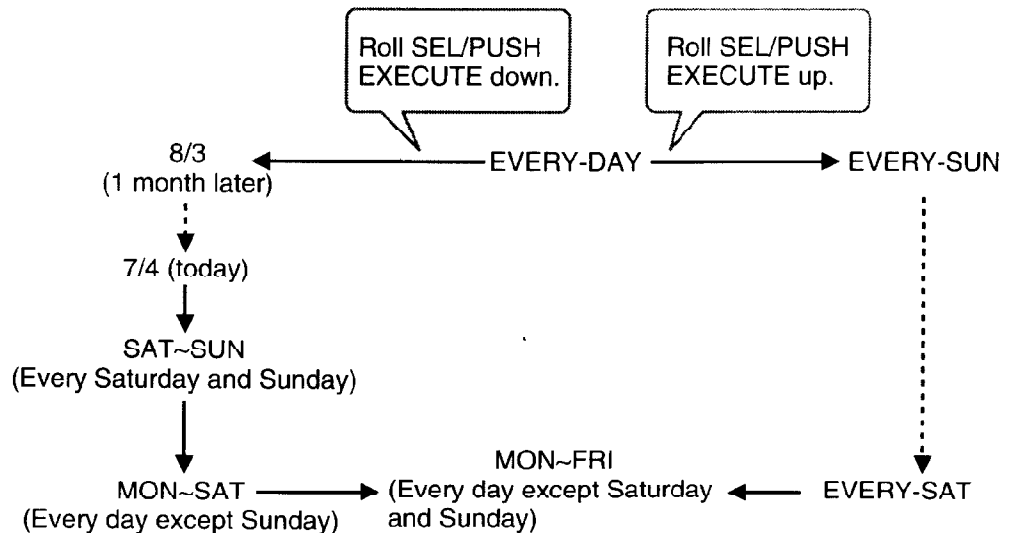 Roll SEL/PUSH
EXECUTE down.
Roll SEL/PUSH
EXECUTE up.
8/3
(1 month later)
EVERY-DAY
EVERY-SUN
7/4 (today)
SAT~SUN
(Every Saturday and Sunday)
MON~SAT
(Every day except Sunday)
MON~FRI
(Every day except Saturday
and Sunday)
EVERY-SAT